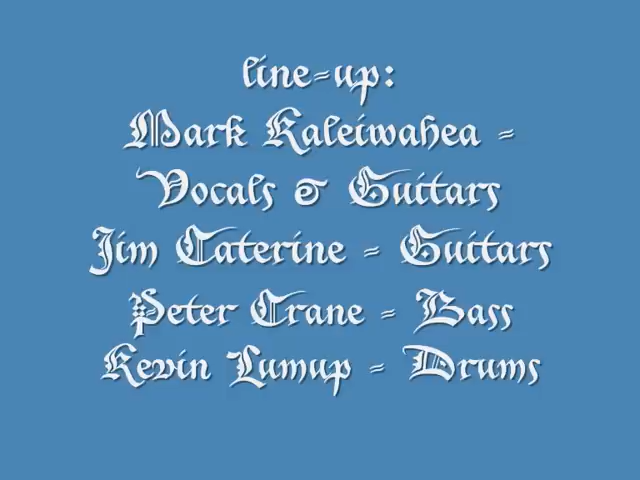 line-up:
Mark Kaleiwahea -
Vocals & Guitars
Jim Caterine - Guitars
Peter Crane - Bass
Kevin Lumup - Drums